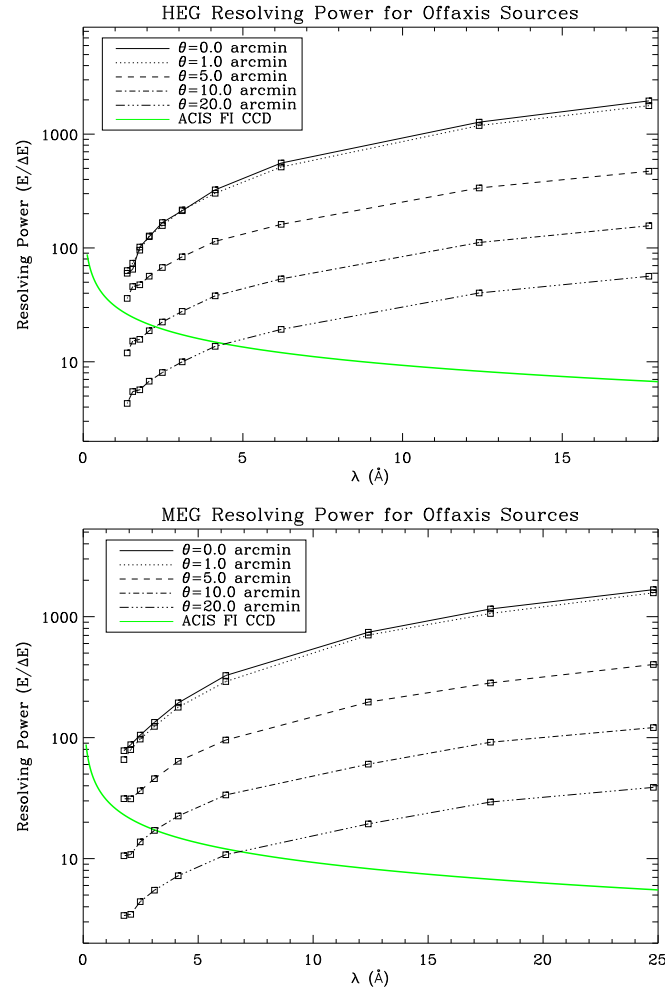 HEG Resolving Power for Offaxis Sources
θ=0.0 arcmin
θ=1.0 arcmin
θ=5.0 arcmin
θ=10.0 arcmin
θ=20.0 arcmin
ACIS FI CCD
Resolving Power (E/ΔE)
1000
100
10
0 5 10 15
λ (Å)
MEG Resolving Power for Offaxis Sources
θ=0.0 arcmin
θ=1.0 arcmin
θ=5.0 arcmin
θ=10.0 arcmin
θ=20.0 arcmin
ACIS FI CCD
Resolving Power (E/ΔE)
1000
100
10
0 5 10 15 20 25
λ (Å)